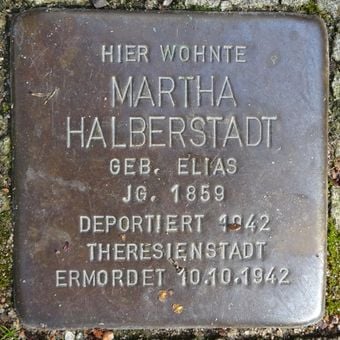 HIER WOHNTE
MARTHA
HALBERSTADT
GEB. ELIAS
JG. 1859
DEPORTIERT 1942
THERESIENSTADT
ERMORDET 10.10.1942